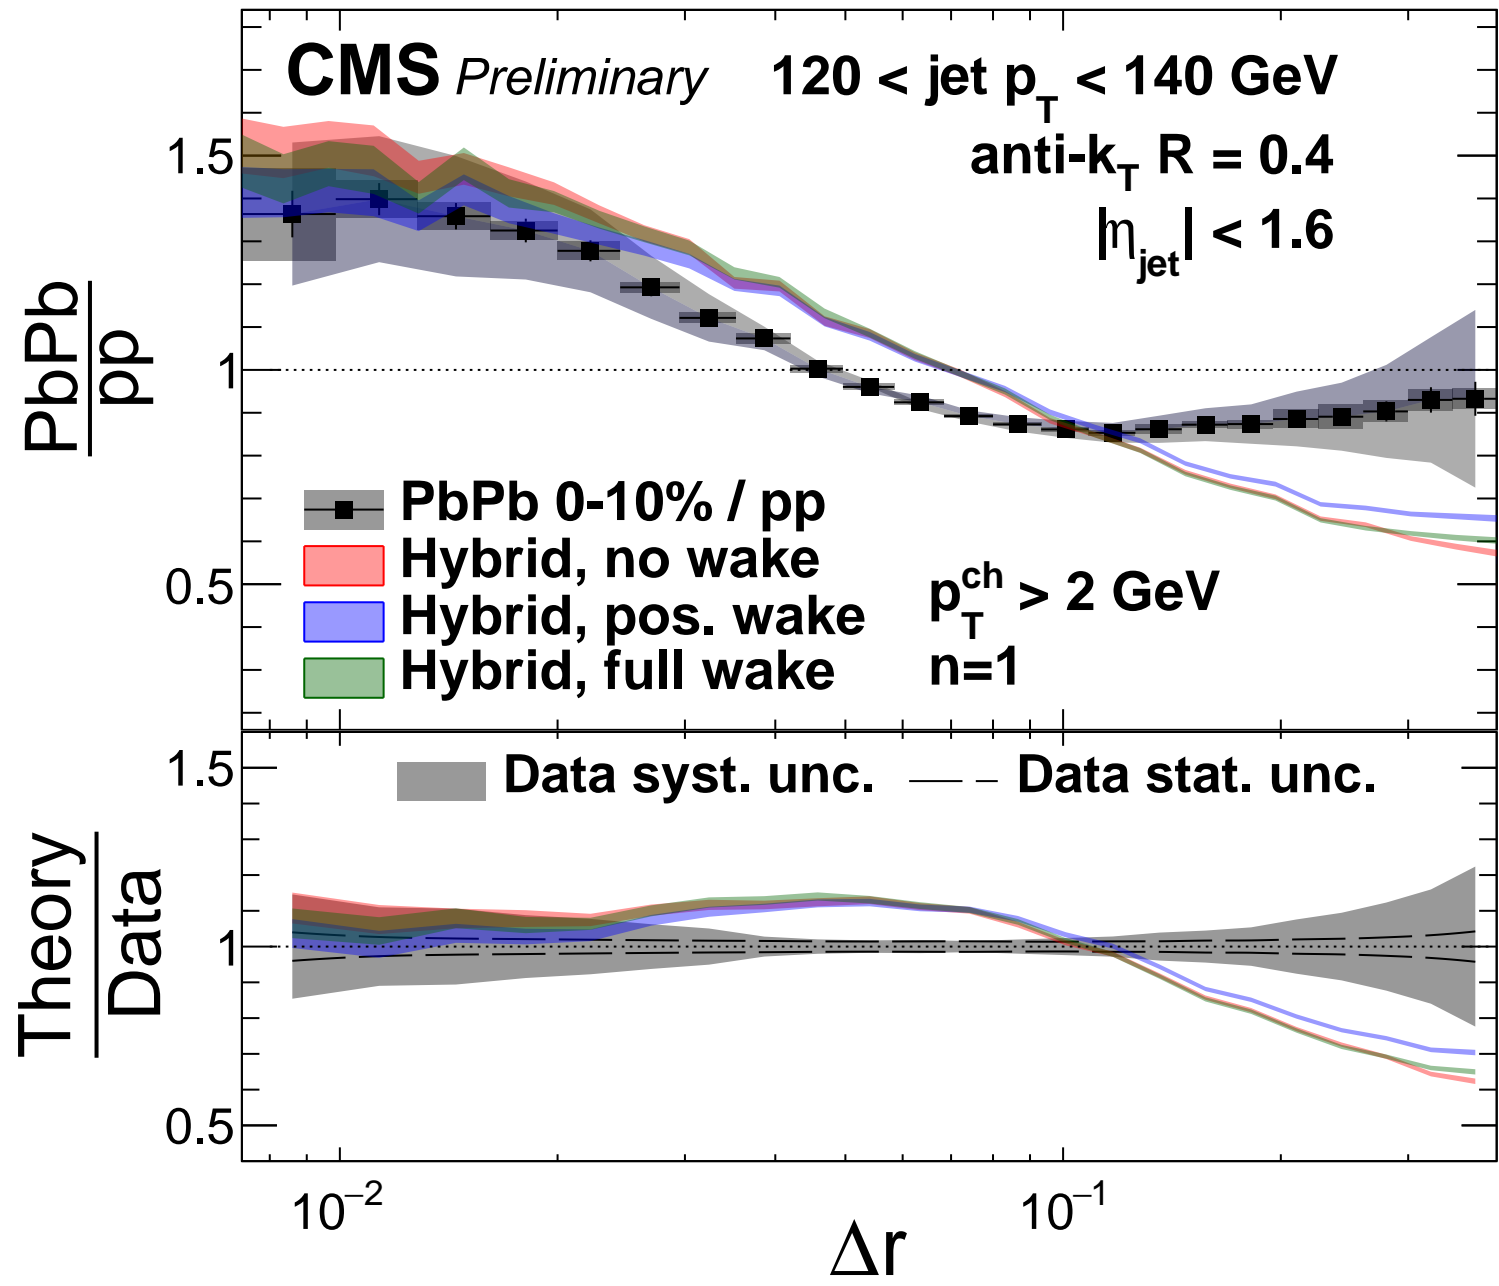 CMS Preliminary 120 < jet p_T < 140 GeV
anti-k_T R = 0.4
|η_jet| < 1.6
PbPb
pp
1.5
1
0.5
PbPb 0-10% / pp
Hybrid, no wake
Hybrid, pos. wake
Hybrid, full wake
p_T^ch > 2 GeV
n=1
Data syst. unc. Data stat. unc.
Theory
Data
1.5
1
0.5
10^−2 10^−1
Δr